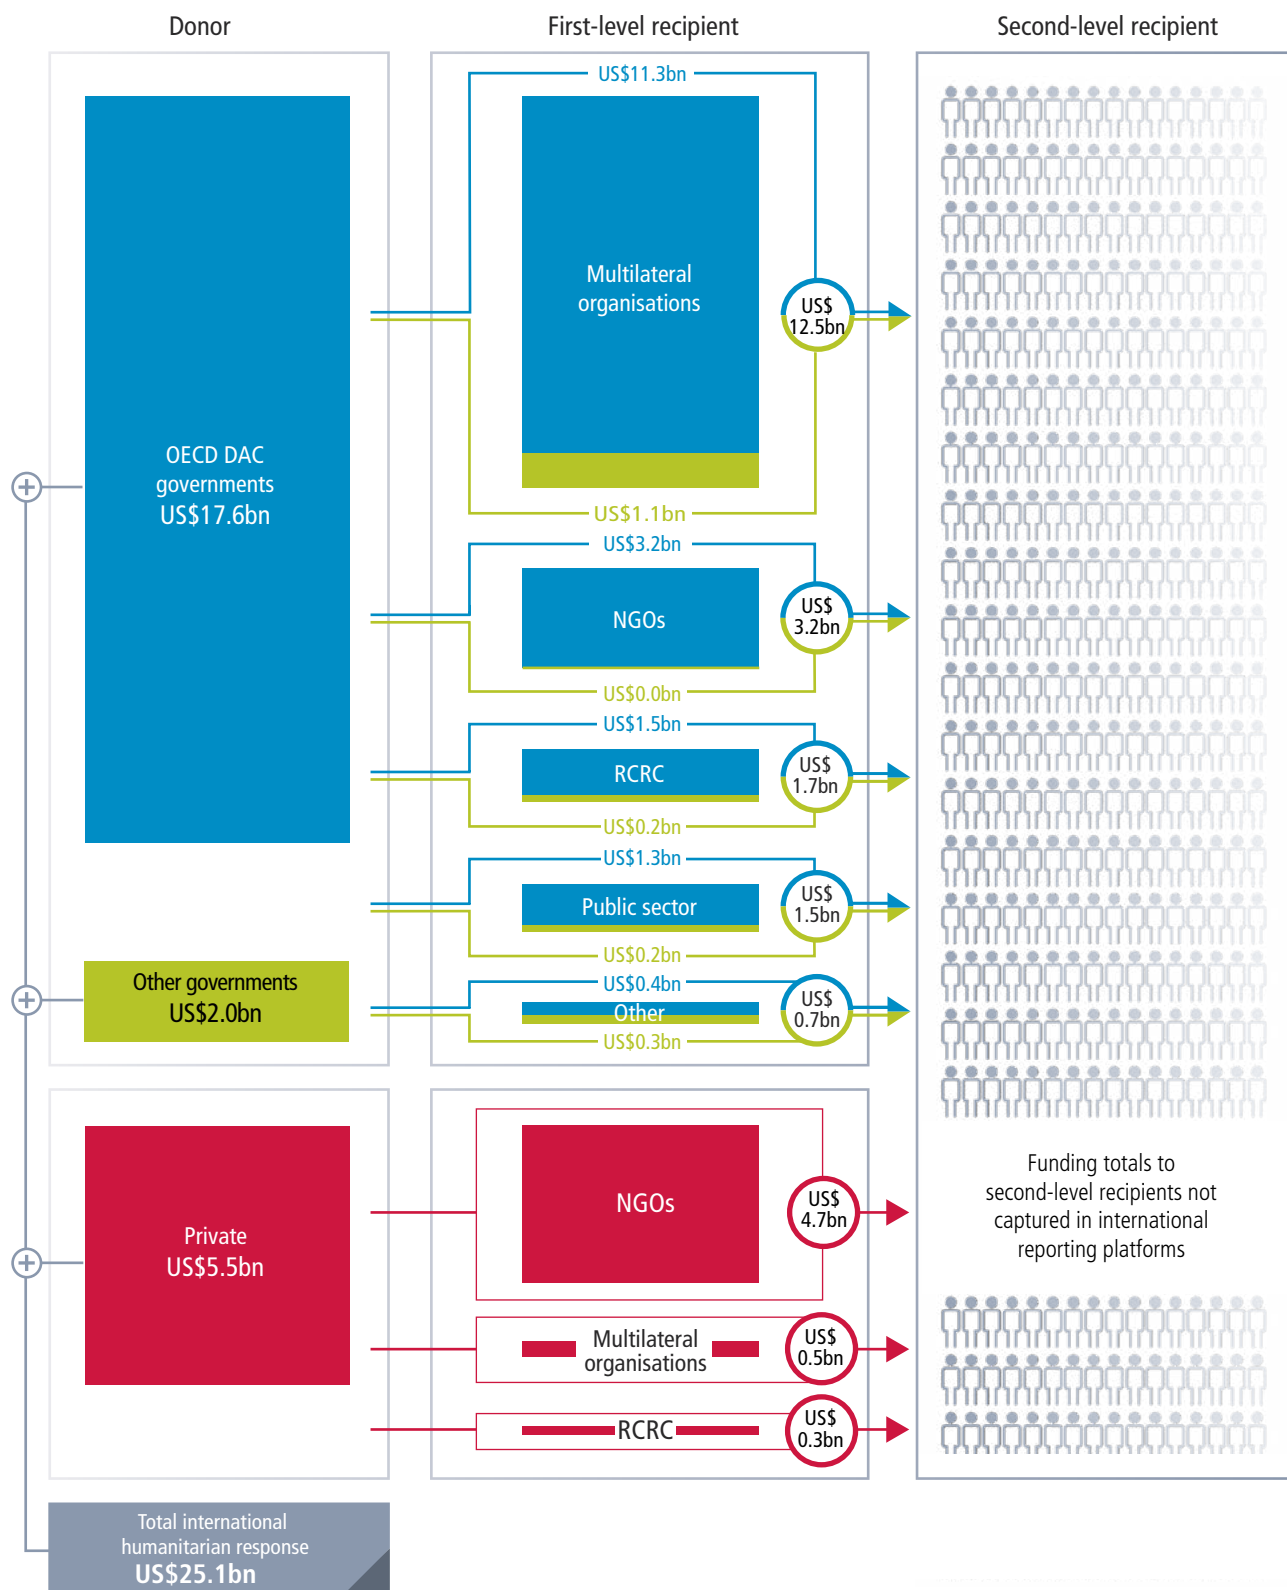 Donor
First-level recipient
Second-level recipient
OECD DAC
governments
US$17.6bn
Other governments
US$2.0bn
US$11.3bn
Multilateral
organisations
US$
12.5bn
US$1.1bn
US$3.2bn
NGOs
US$
3.2bn
US$0.0bn
US$1.5bn
RCRC
US$
1.7bn
US$0.2bn
US$1.3bn
Public sector
US$
1.5bn
US$0.2bn
US$0.4bn
Other
US$
0.7bn
US$0.3bn
Private
US$5.5bn
NGOs
US$
4.7bn
Multilateral
organisations
US$
0.5bn
RCRC
US$
0.3bn
Funding totals to
second-level recipients not
captured in international
reporting platforms
Total international
humanitarian response
US$25.1bn